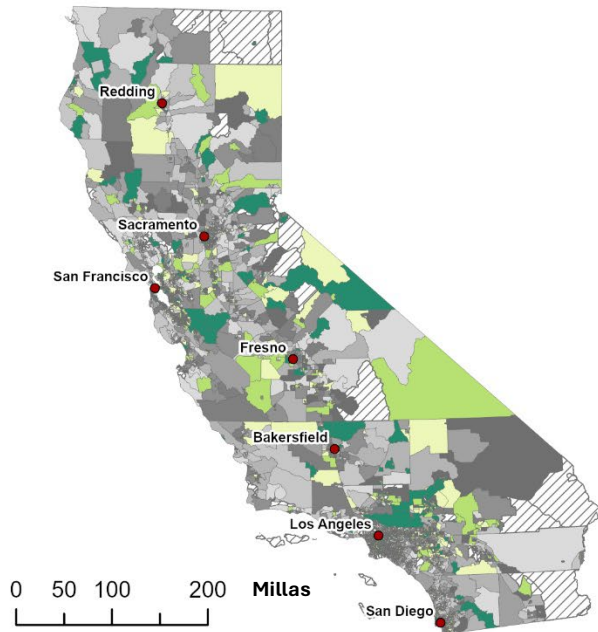 Redding
Sacramento
San Francisco
Fresno
Bakersfield
Los Angeles
San Diego
0 50 100 200 Millas